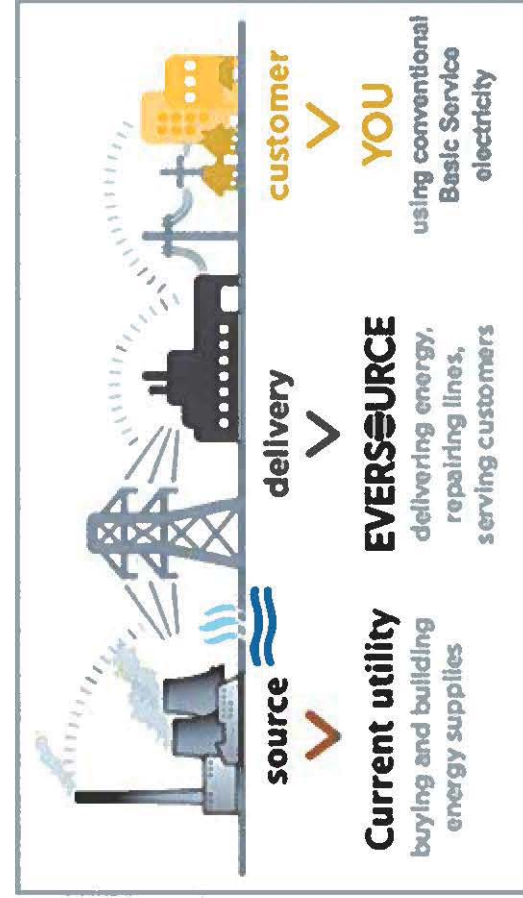 source
Current utility
buying and building
energy supplies
delivery
EVERSOURCE
delivering energy,
repairing lines,
serving customers
customer
YOU
using conventional
Basic Service
electricity